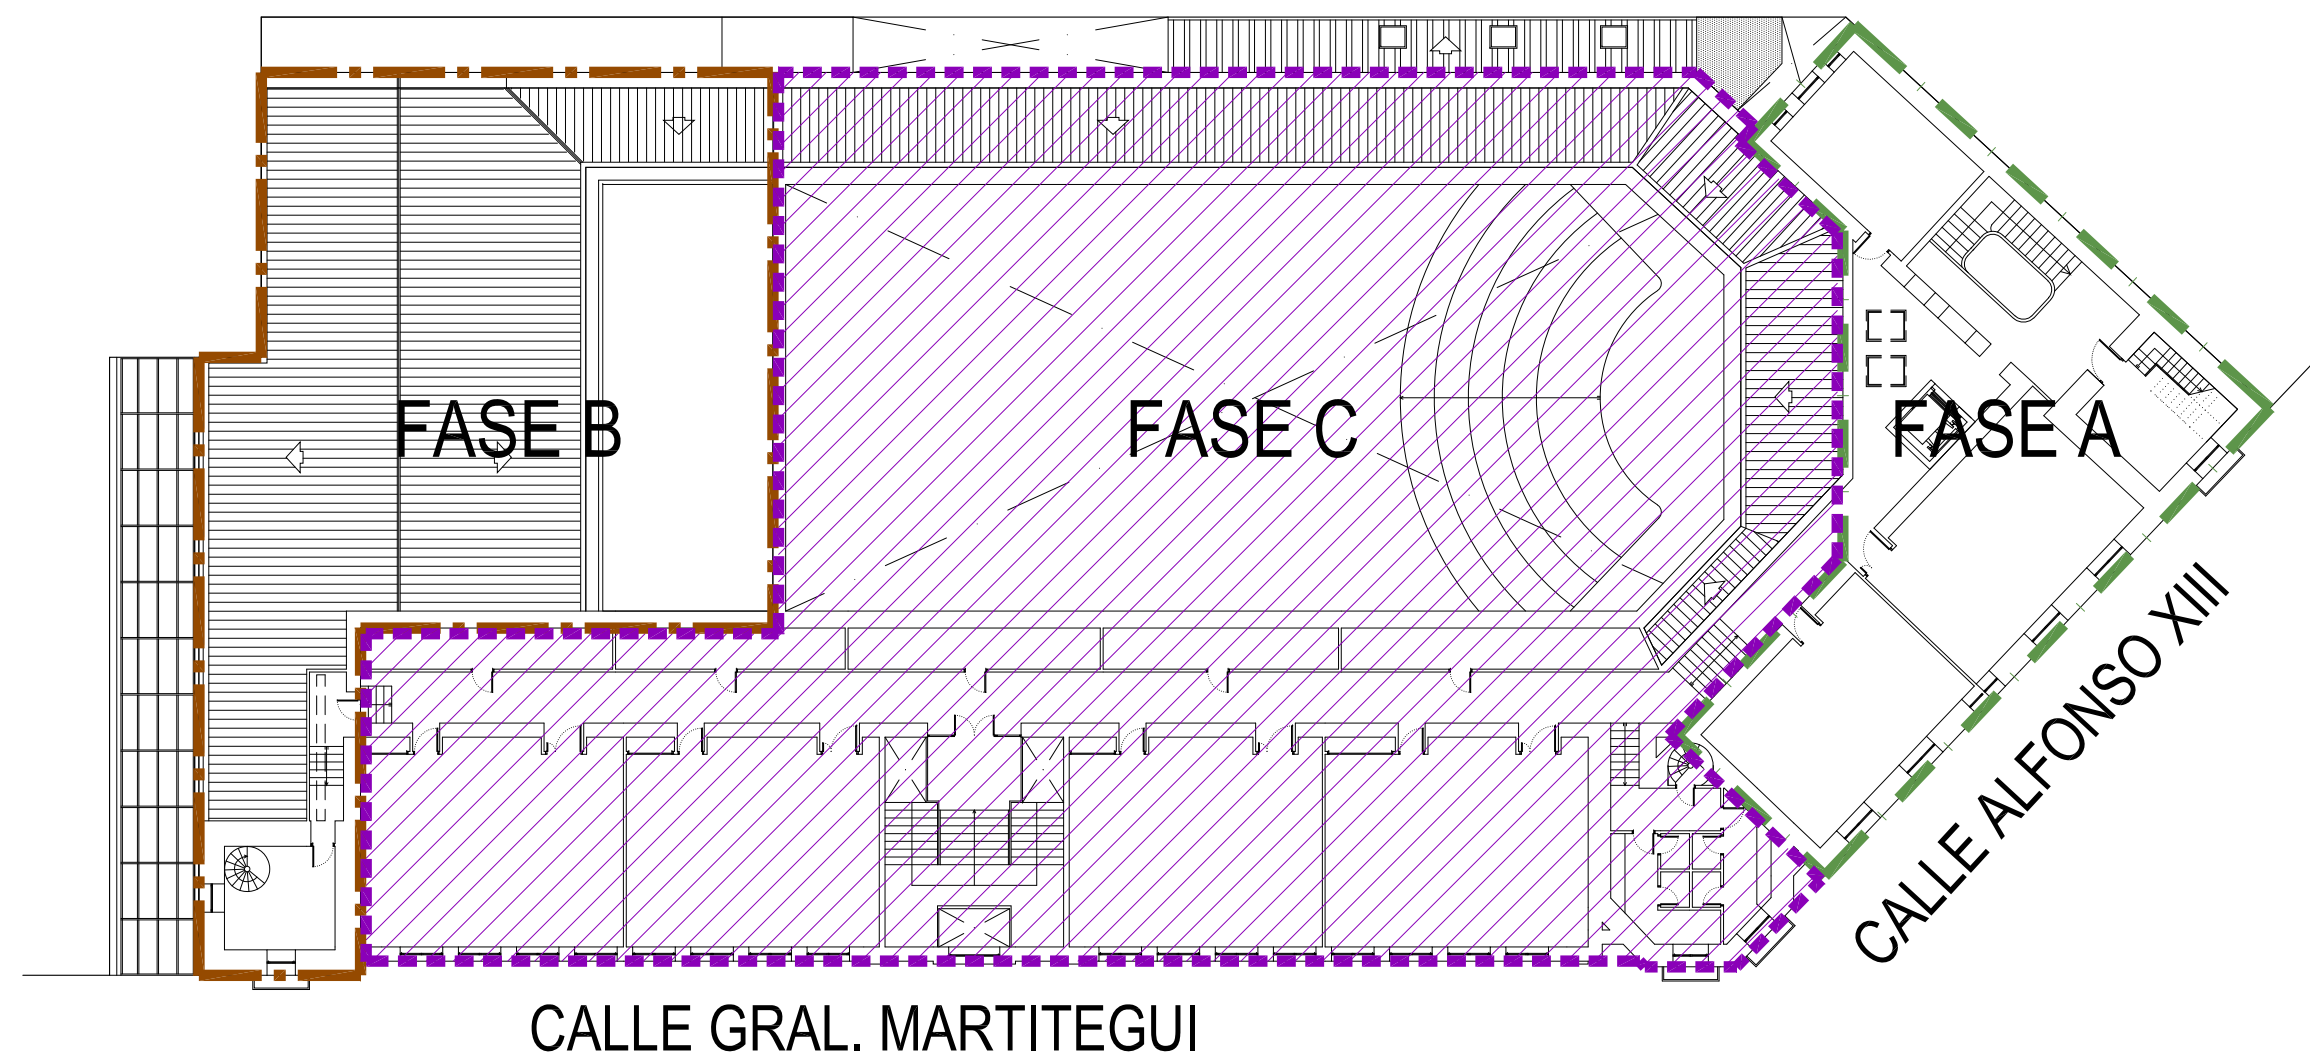 FASE B
FASE C
FASE A
CALLE ALFONSO XIII
CALLE GRAL. MARTITEGUI